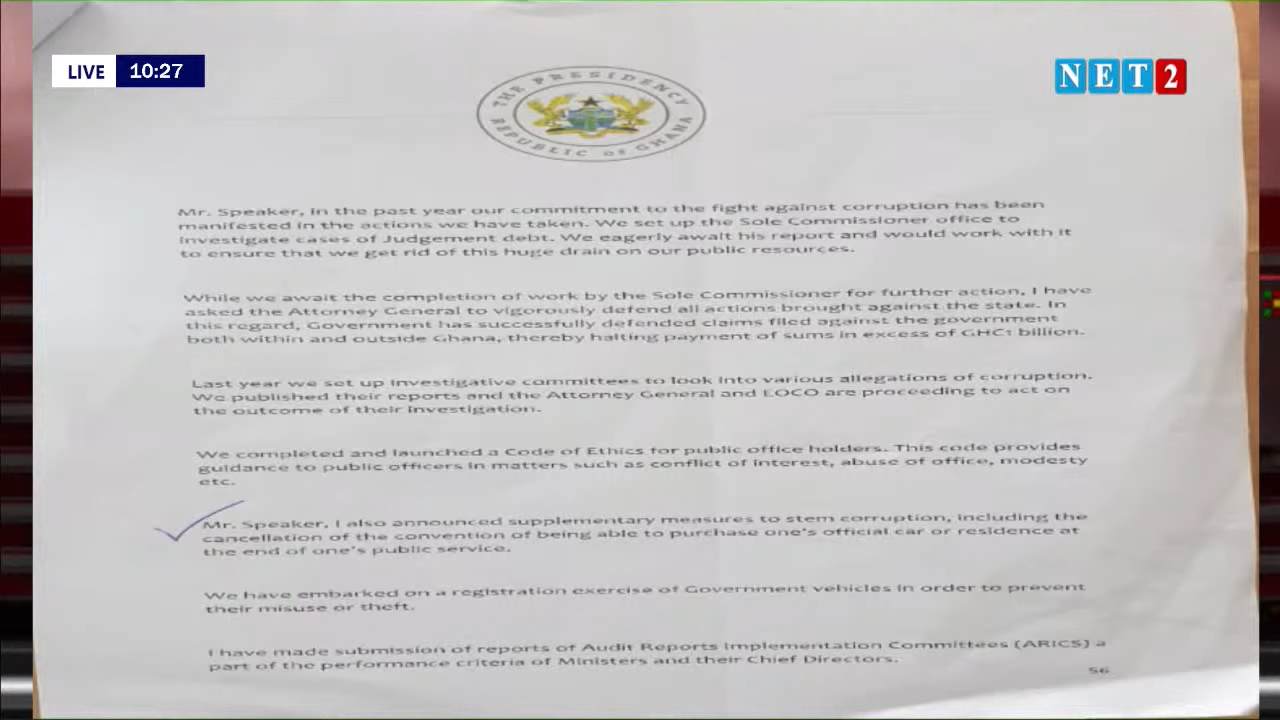 LIVE 10:27
NET2
THE PRESIDENCY
REPUBLIC OF GHANA
Mr. Speaker, in the past year our commitment to the fight against corruption has been
manifested in the actions we have taken. We set up the Sole Commissioner office to
investigate cases of Judgement debt. We eagerly await his report and would work with it
to ensure that we get rid of this huge drain on our public resources.
While we await the completion of work by the Sole Commissioner for further action, I have
asked the Attorney General to vigorously defend all actions brought against the state. In
this regard, Government has successfully defended claims filed against the government
both within and outside Ghana, thereby halting payment of sums in excess of GHC1 billion.
Last year we set up investigative committees to look into various allegations of corruption.
We published their reports and the Attorney General and EOCO are proceeding to act on
the outcome of their investigation.
We completed and launched a Code of Ethics for public office holders. This code provides
guidance to public officers in matters such as conflict of interest, abuse of office, modesty
etc.
Mr. Speaker, I also announced supplementary measures to stem corruption, including the
cancellation of the convention of being able to purchase one's official car or residence at
the end of one's public service.
We have embarked on a registration exercise of Government vehicles in order to prevent
their misuse or theft.
I have made submission of reports of Audit Reports Implementation Committees (ARICS) a
part of the performance criteria of Ministers and their Chief Directors.
56